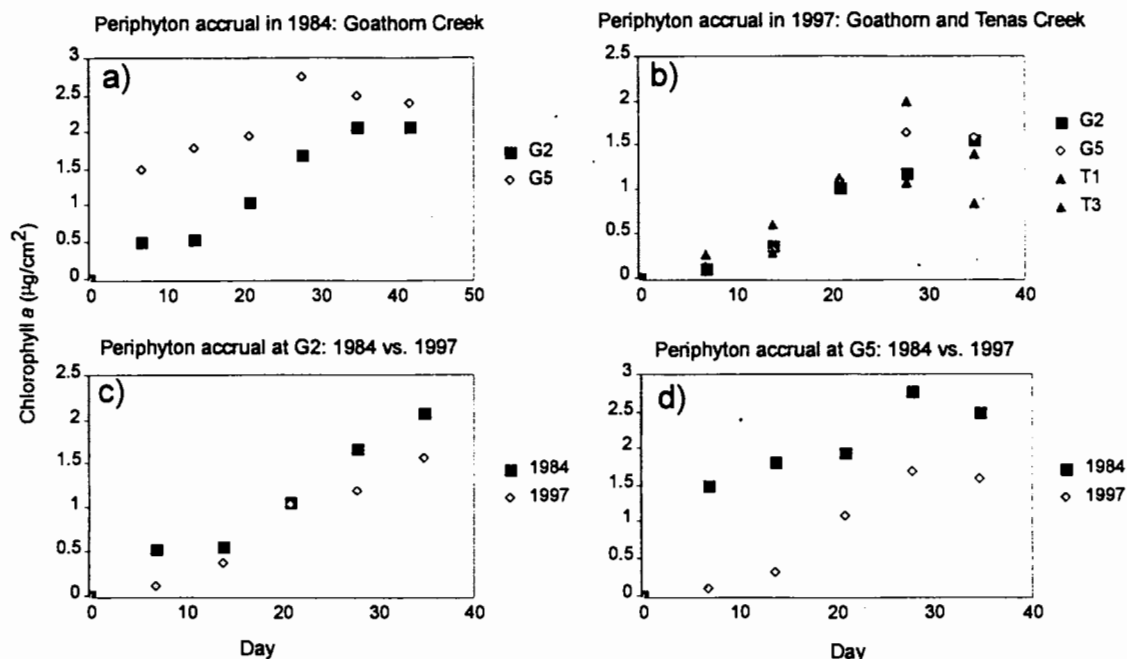 Periphyton accrual in 1984: Goathorn Creek
a)
3
2.5
2
1.5
1
0.5
0
0 10 20 30 40 50
G2
G5
Periphyton accrual in 1997: Goathorn and Tenas Creek
b)
2.5
2
1.5
1
0.5
0
0 10 20 30 40
G2
G5
T1
T3
Chlorophyll a (µg/cm²)
Periphyton accrual at G2: 1984 vs. 1997
c)
2.5
2
1.5
1
0.5
0
0 10 20 30 40
1984
1997
Day
Periphyton accrual at G5: 1984 vs. 1997
d)
3
2.5
2
1.5
1
0.5
0
0 10 20 30 40
1984
1997
Day